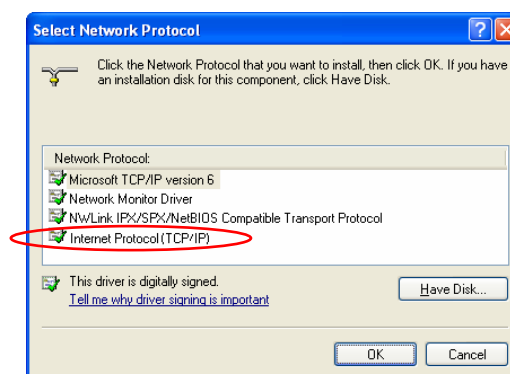 Select Network Protocol
Click the Network Protocol that you want to install, then click OK. If you have
an installation disk for this component, click Have Disk.
Network Protocol:
Microsoft TCP/IP version 6
Network Monitor Driver
NWLink IPX/SPX/NetBIOS Compatible Transport Protocol
Internet Protocol (TCP/IP)
This driver is digitally signed.
Tell me why driver signing is important
Have Disk...
OK
Cancel